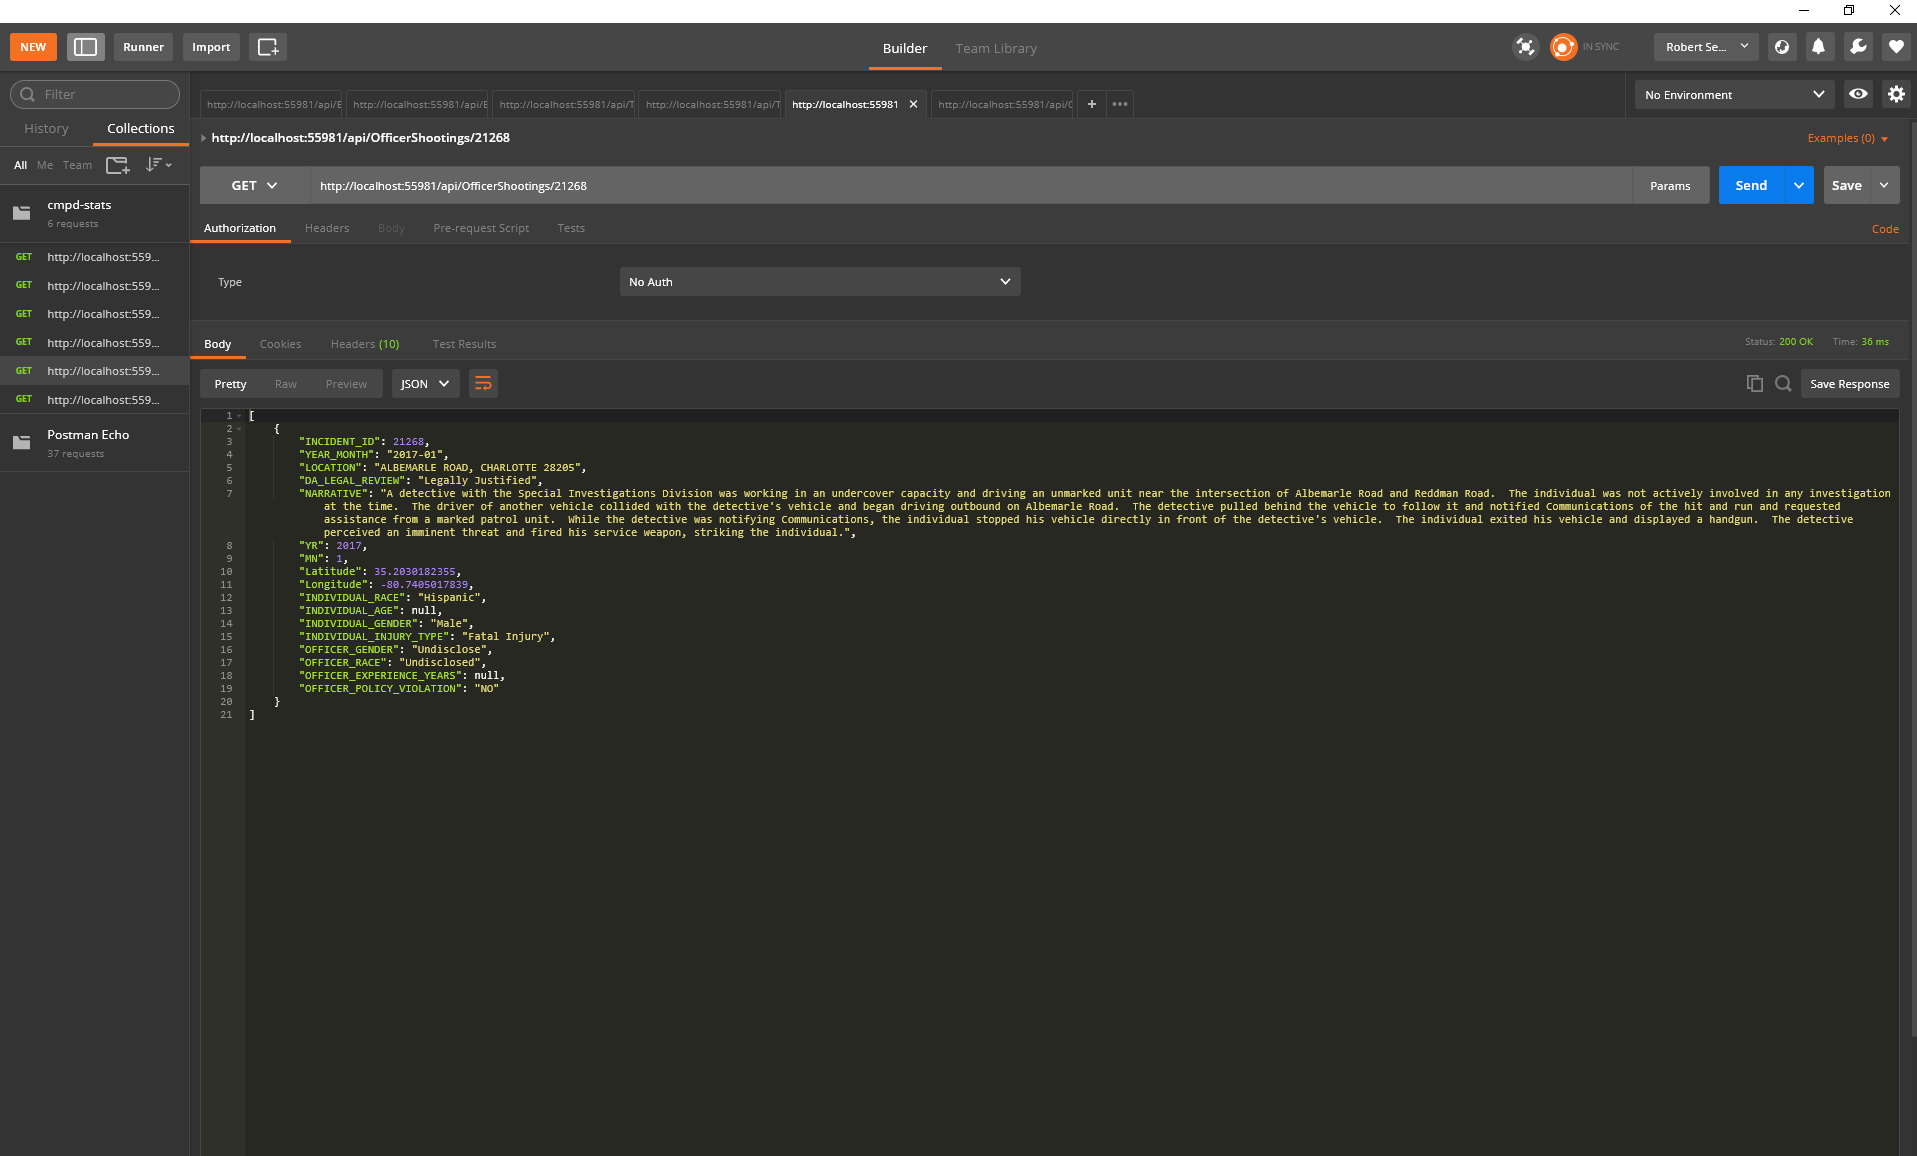 NEW
Runner
Import
Builder
Team Library
IN SYNC
Robert Se...
Filter
http://localhost:55981/api/E
http://localhost:55981/api/E
http://localhost:55981/api/T
http://localhost:55981/api/T
http://localhost:55981
http://localhost:55981/api/C
No Environment
History
Collections
http://localhost:55981/api/OfficerShootings/21268
Examples (0)
All
Me
Team
GET
http://localhost:55981/api/OfficerShootings/21268
Params
Send
Save
cmpd-stats
6 requests
Authorization
Headers
Body
Pre-request Script
Tests
Code
GET http://localhost:559...
GET http://localhost:559...
GET http://localhost:559...
GET http://localhost:559...
GET http://localhost:559...
GET http://localhost:559...
Postman Echo
37 requests
Type
No Auth
Body
Cookies
Headers (10)
Test Results
Status: 200 OK
Time: 36 ms
Pretty
Raw
Preview
JSON
Save Response
1 [
2 {
3 "INCIDENT_ID": 21268,
4 "YEAR_MONTH": "2017-01",
5 "LOCATION": "ALBEMARLE ROAD, CHARLOTTE 28205",
6 "DA_LEGAL_REVIEW": "Legally Justified",
7 "NARRATIVE": "A detective with the Special Investigations Division was working in an undercover capacity and driving an unmarked unit near the intersection of Albemarle Road and Reddman Road.  The individual was not actively involved in any investigation
at the time.  The driver of another vehicle collided with the detective's vehicle and began driving outbound on Albemarle Road.  The detective pulled behind the vehicle to follow it and notified Communications of the hit and run and requested
assistance from a marked patrol unit.  While the detective was notifying Communications, the individual stopped his vehicle directly in front of the detective's vehicle.  The individual exited his vehicle and displayed a handgun.  The detective
perceived an imminent threat and fired his service weapon, striking the individual.",
8 "YR": 2017,
9 "MN": 1,
10 "Latitude": 35.2030182355,
11 "Longitude": -80.7405017839,
12 "INDIVIDUAL_RACE": "Hispanic",
13 "INDIVIDUAL_AGE": null,
14 "INDIVIDUAL_GENDER": "Male",
15 "INDIVIDUAL_INJURY_TYPE": "Fatal Injury",
16 "OFFICER_GENDER": "Undisclose",
17 "OFFICER_RACE": "Undisclosed",
18 "OFFICER_EXPERIENCE_YEARS": null,
19 "OFFICER_POLICY_VIOLATION": "NO"
20 }
21 ]